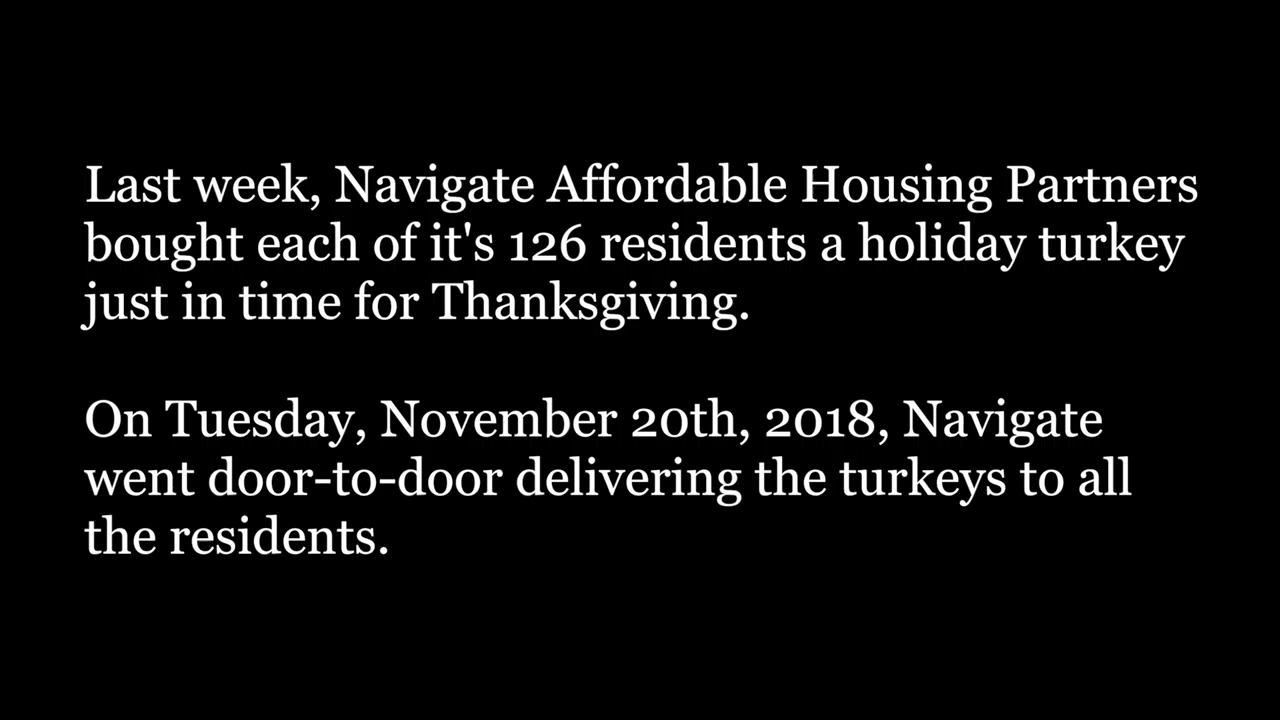 Last week, Navigate Affordable Housing Partners
bought each of it's 126 residents a holiday turkey
just in time for Thanksgiving.
On Tuesday, November 20th, 2018, Navigate
went door-to-door delivering the turkeys to all
the residents.